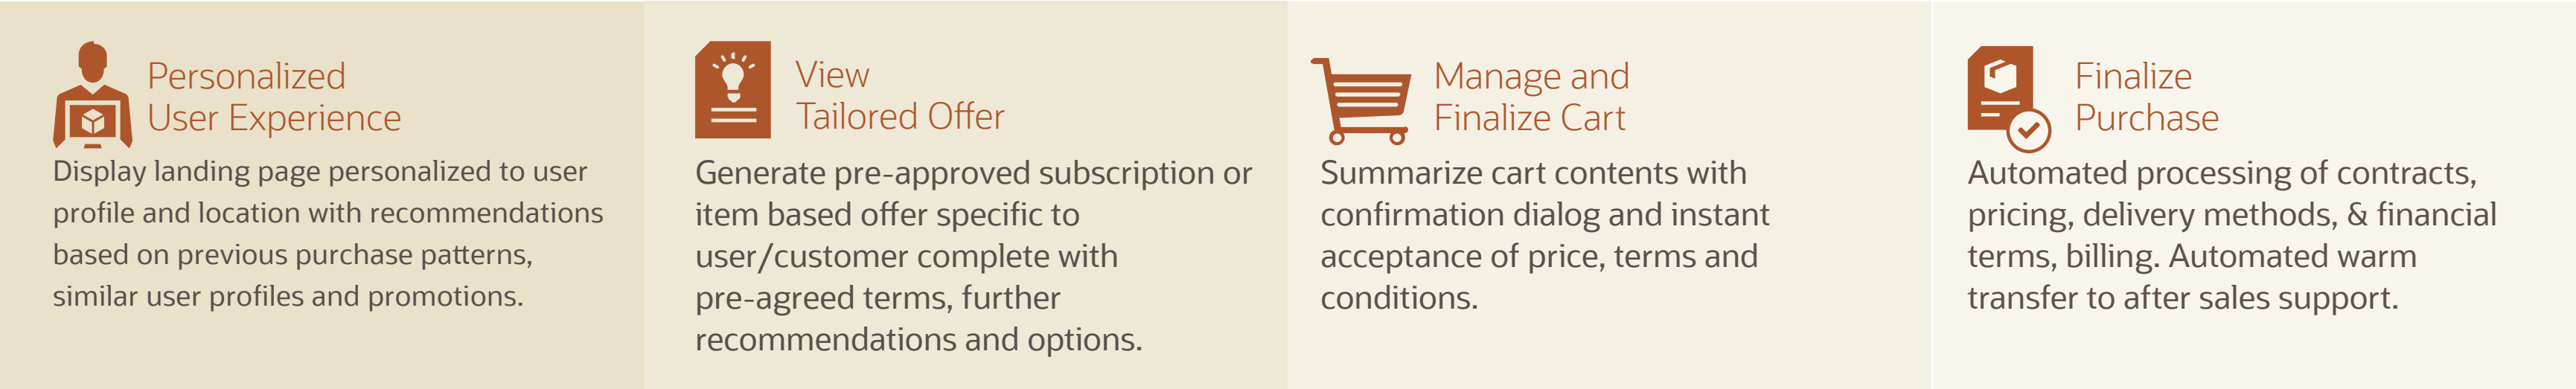 Personalized
User Experience
Display landing page personalized to user
profile and location with recommendations
based on previous purchase patterns,
similar user profiles and promotions.
View
Tailored Offer
Generate pre-approved subscription or
item based offer specific to
user/customer complete with
pre-agreed terms, further
recommendations and options.
Manage and
Finalize Cart
Summarize cart contents with
confirmation dialog and instant
acceptance of price, terms and
conditions.
Finalize
Purchase
Automated processing of contracts,
pricing, delivery methods, & financial
terms, billing. Automated warm
transfer to after sales support.